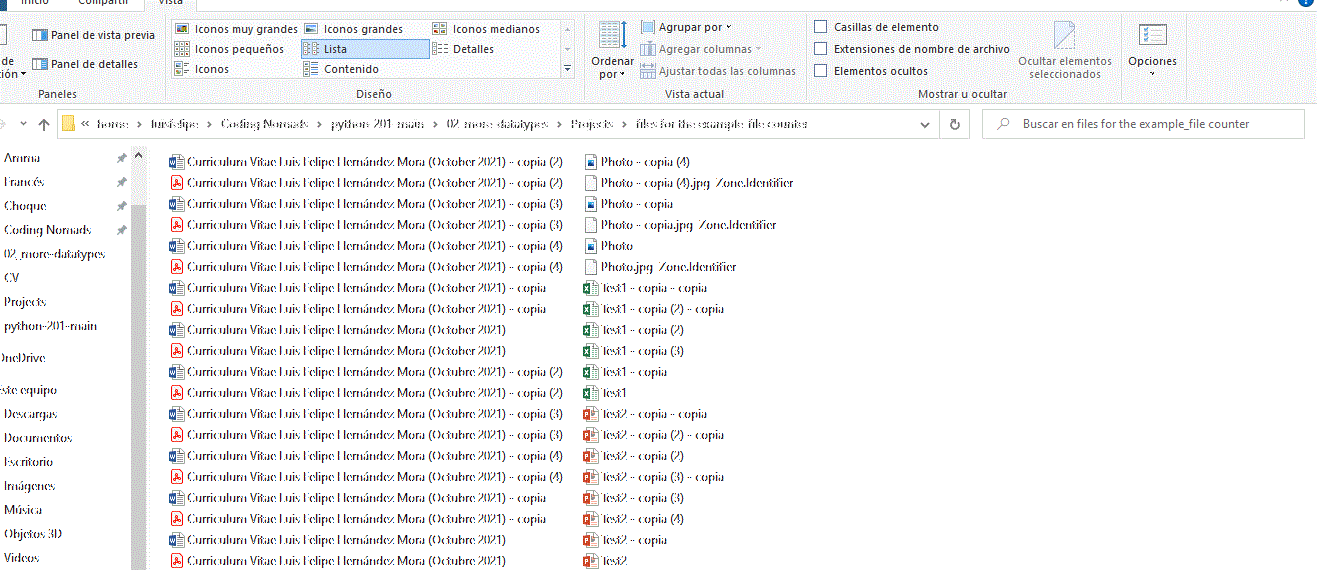 Inicio Compartir Vista
Panel de vista previa
Panel de detalles
Paneles
Iconos muy grandes Iconos grandes Iconos medianos
Iconos pequeños Lista Detalles
Iconos Contenido
Diseño
Ordenar por
Agrupar por
Agregar columnas
Ajustar todas las columnas
Vista actual
Casillas de elemento
Extensiones de nombre de archivo
Elementos ocultos
Ocultar elementos seleccionados
Mostrar u ocultar
Opciones
« home > luisfelipe > Coding Nomads > python-201-main > 02_more-datatypes > Projects > files for the example_file counter
Buscar en files for the example_file counter
Aroma
Francés
Choque
Coding Nomads
02_more-datatypes
CV
Projects
python-201-main
OneDrive
Este equipo
Descargas
Documentos
Escritorio
Imágenes
Música
Objetos 3D
Videos
Curriculum Vitae Luis Felipe Hernández Mora (October 2021) - copia (2)
Curriculum Vitae Luis Felipe Hernández Mora (October 2021) - copia (2)
Curriculum Vitae Luis Felipe Hernández Mora (October 2021) - copia (3)
Curriculum Vitae Luis Felipe Hernández Mora (October 2021) - copia (3)
Curriculum Vitae Luis Felipe Hernández Mora (October 2021) - copia (4)
Curriculum Vitae Luis Felipe Hernández Mora (October 2021) - copia (4)
Curriculum Vitae Luis Felipe Hernández Mora (October 2021) - copia
Curriculum Vitae Luis Felipe Hernández Mora (October 2021) - copia
Curriculum Vitae Luis Felipe Hernández Mora (October 2021)
Curriculum Vitae Luis Felipe Hernández Mora (October 2021)
Curriculum Vitae Luis Felipe Hernández Mora (Octubre 2021) - copia (2)
Curriculum Vitae Luis Felipe Hernández Mora (Octubre 2021) - copia (2)
Curriculum Vitae Luis Felipe Hernández Mora (Octubre 2021) - copia (3)
Curriculum Vitae Luis Felipe Hernández Mora (Octubre 2021) - copia (3)
Curriculum Vitae Luis Felipe Hernández Mora (Octubre 2021) - copia (4)
Curriculum Vitae Luis Felipe Hernández Mora (Octubre 2021) - copia (4)
Curriculum Vitae Luis Felipe Hernández Mora (Octubre 2021) - copia
Curriculum Vitae Luis Felipe Hernández Mora (Octubre 2021) - copia
Curriculum Vitae Luis Felipe Hernández Mora (Octubre 2021)
Curriculum Vitae Luis Felipe Hernández Mora (Octubre 2021)
Photo - copia (4)
Photo - copia (4).jpg_Zone.Identifier
Photo - copia
Photo - copia.jpg_Zone.Identifier
Photo
Photo.jpg_Zone.Identifier
Test1 - copia - copia
Test1 - copia (2) - copia
Test1 - copia (2)
Test1 - copia (3)
Test1 - copia
Test1
Test2 - copia - copia
Test2 - copia (2) - copia
Test2 - copia (2)
Test2 - copia (3) - copia
Test2 - copia (3)
Test2 - copia (4)
Test2 - copia
Test2